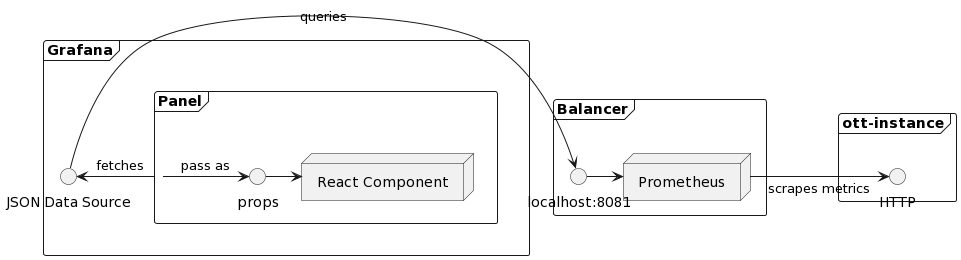 queries
Grafana
Panel
Balancer
ott-instance
fetches
pass as
React Component
Prometheus
scrapes metrics
JSON Data Source
props
localhost:8081
HTTP